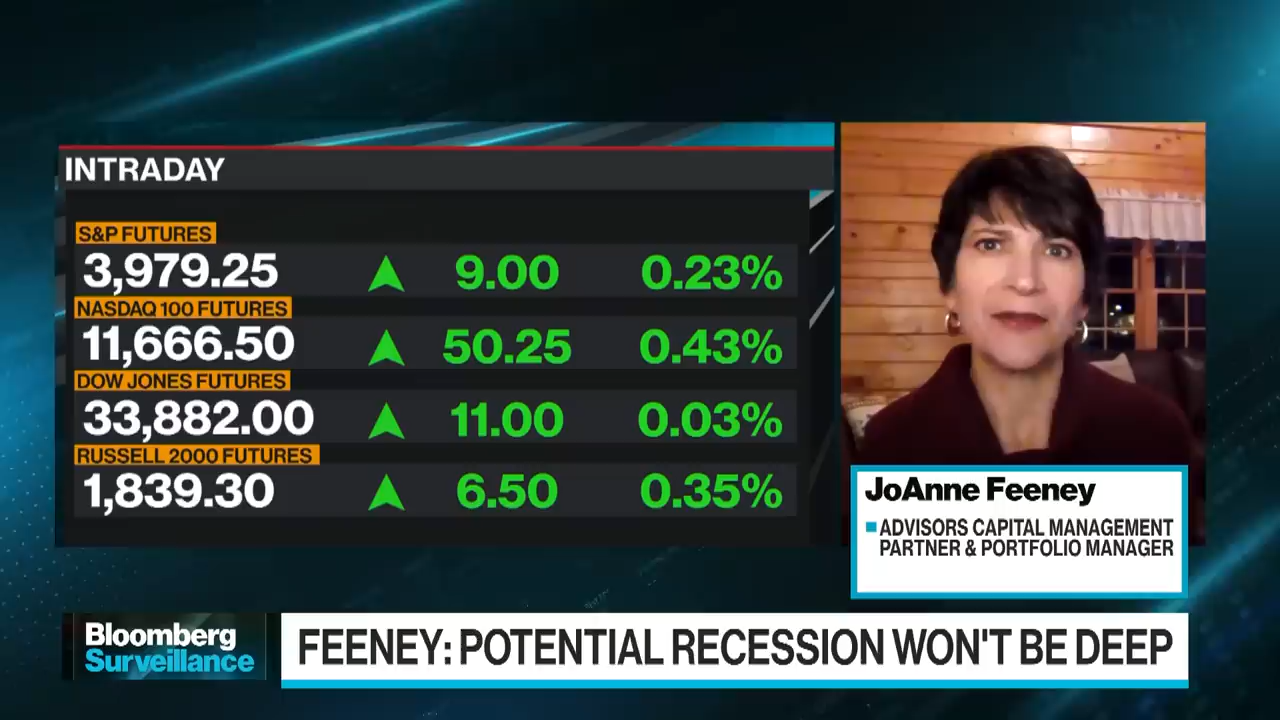 INTRADAY
S&P FUTURES
3,979.25 ▲ 9.00 0.23%
NASDAQ 100 FUTURES
11,666.50 ▲ 50.25 0.43%
DOW JONES FUTURES
33,882.00 ▲ 11.00 0.03%
RUSSELL 2000 FUTURES
1,839.30 ▲ 6.50 0.35%
JoAnne Feeney
ADVISORS CAPITAL MANAGEMENT
PARTNER & PORTFOLIO MANAGER
Bloomberg
Surveillance
FEENEY: POTENTIAL RECESSION WON'T BE DEEP